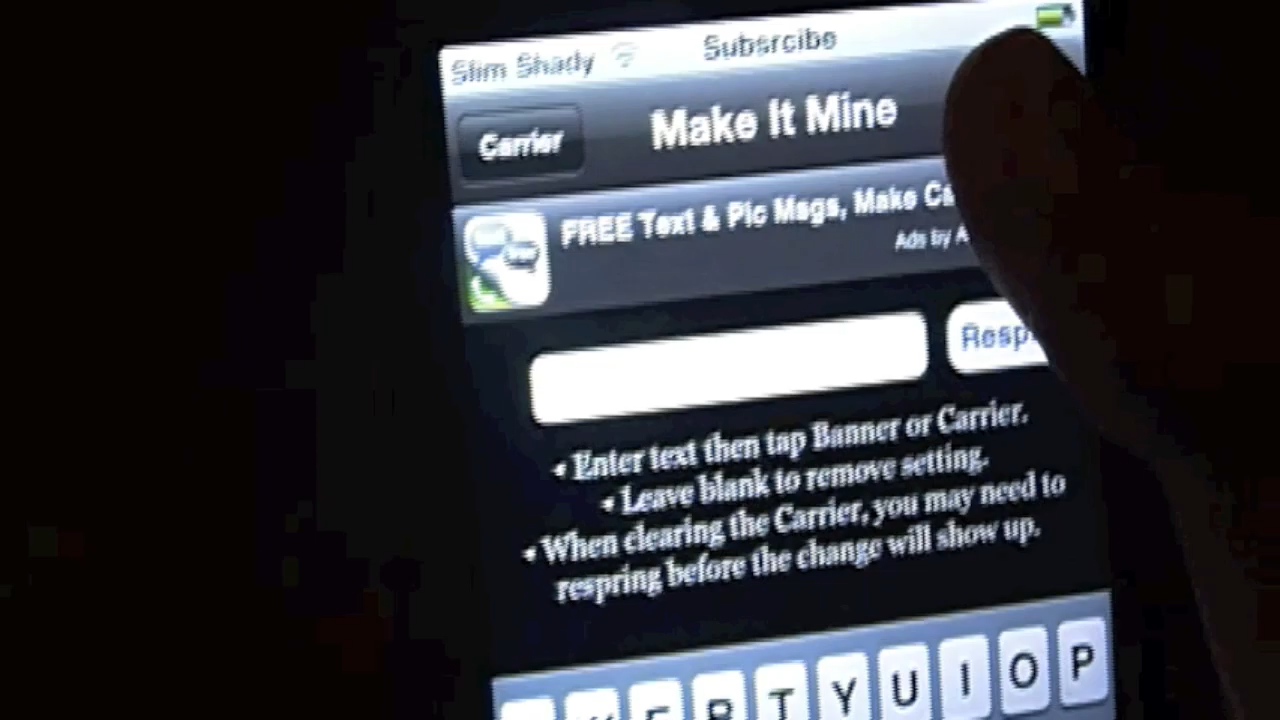 Slim Shady Subsrcibe
Carrier Make It Mine
FREE Text & Pic Msgs, Make
Ads by
• Enter text then tap Banner or Carrier.
• Leave blank to remove setting.
• When clearing the Carrier, you may need to
respring before the change will show up.
R T Y U I O P